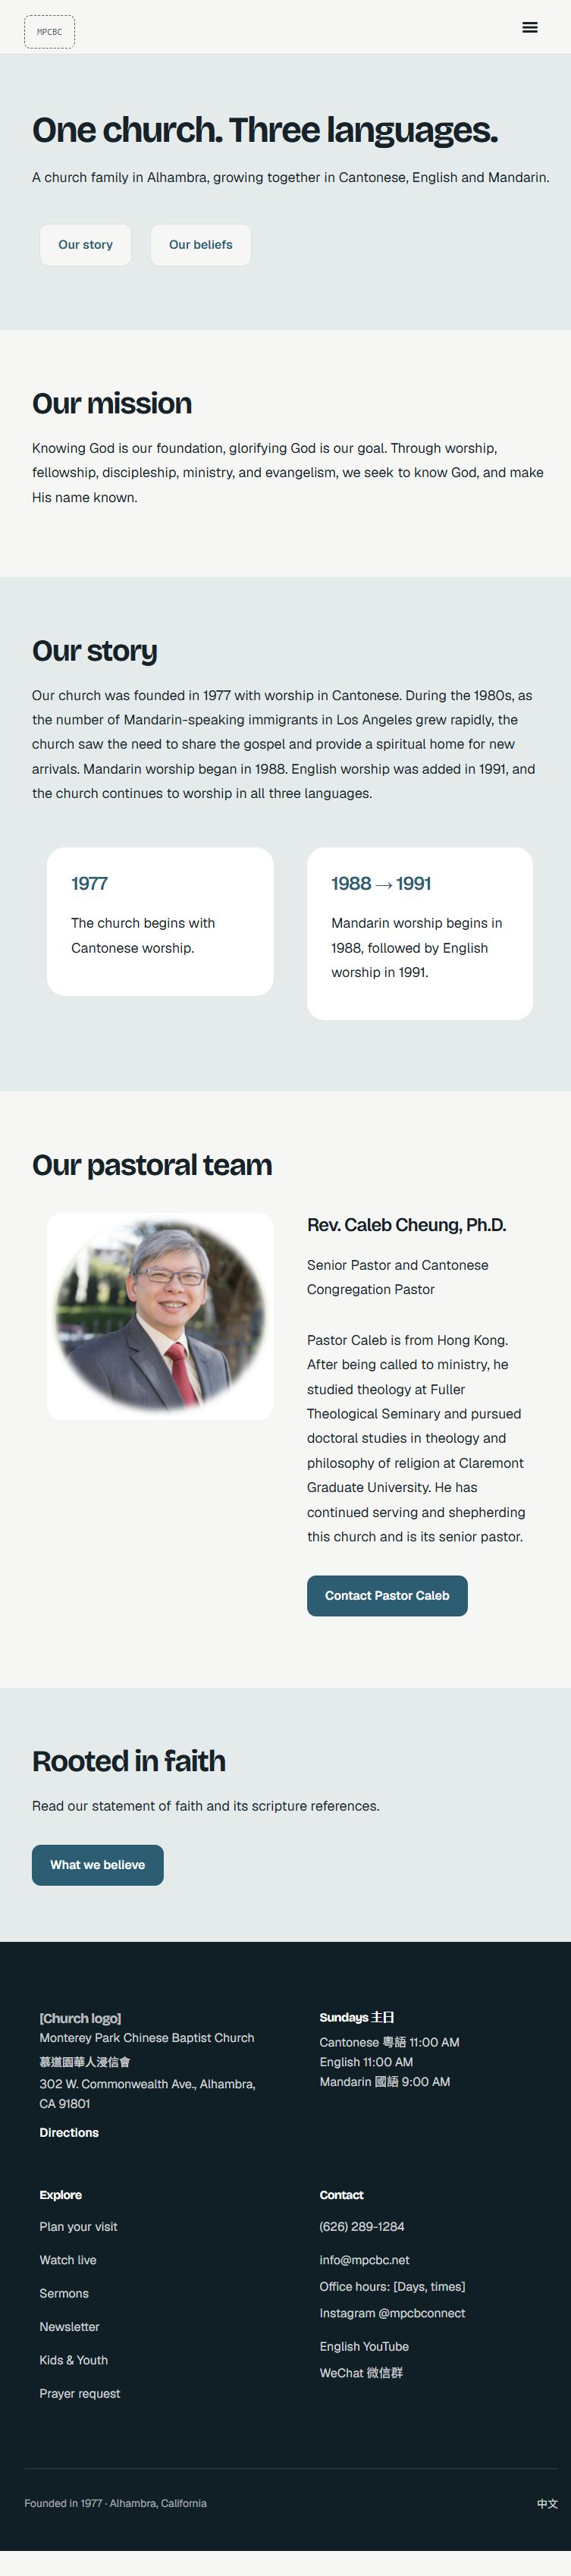 MPCBC
One church. Three languages.
A church family in Alhambra, growing together in Cantonese, English and Mandarin.
Our story
Our beliefs
Our mission
Knowing God is our foundation, glorifying God is our goal. Through worship,
fellowship, discipleship, ministry, and evangelism, we seek to know God, and make
His name known.
Our story
Our church was founded in 1977 with worship in Cantonese. During the 1980s, as
the number of Mandarin-speaking immigrants in Los Angeles grew rapidly, the
church saw the need to share the gospel and provide a spiritual home for new
arrivals. Mandarin worship began in 1988. English worship was added in 1991, and
the church continues to worship in all three languages.
1977
The church begins with
Cantonese worship.
1988 → 1991
Mandarin worship begins in
1988, followed by English
worship in 1991.
Our pastoral team
Rev. Caleb Cheung, Ph.D.
Senior Pastor and Cantonese
Congregation Pastor
Pastor Caleb is from Hong Kong.
After being called to ministry, he
studied theology at Fuller
Theological Seminary and pursued
doctoral studies in theology and
philosophy of religion at Claremont
Graduate University. He has
continued serving and shepherding
this church and is its senior pastor.
Contact Pastor Caleb
Rooted in faith
Read our statement of faith and its scripture references.
What we believe
[Church logo]
Monterey Park Chinese Baptist Church
慕道園華人浸信會
302 W. Commonwealth Ave., Alhambra,
CA 91801
Directions
Sundays 主日
Cantonese 粵語 11:00 AM
English 11:00 AM
Mandarin 國語 9:00 AM
Explore
Plan your visit
Watch live
Sermons
Newsletter
Kids & Youth
Prayer request
Contact
(626) 289-1284
info@mpcbc.net
Office hours: [Days, times]
Instagram @mpcbconnect
English YouTube
WeChat 微信群
Founded in 1977 · Alhambra, California
中文